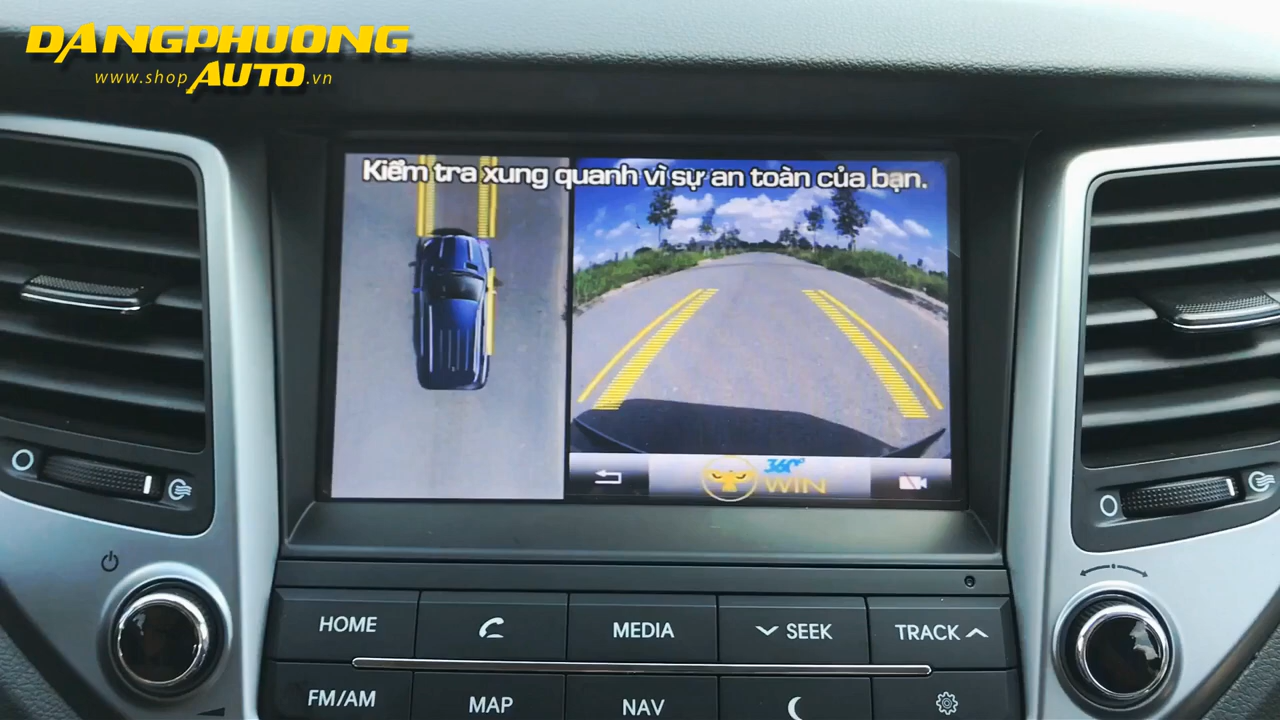 DANGPHUONG
www.shop AUTO.vn
Kiểm tra xung quanh vì sự an toàn của bạn.
360°
WIN
HOME
MEDIA
SEEK
TRACK
FM/AM
MAP
NAV